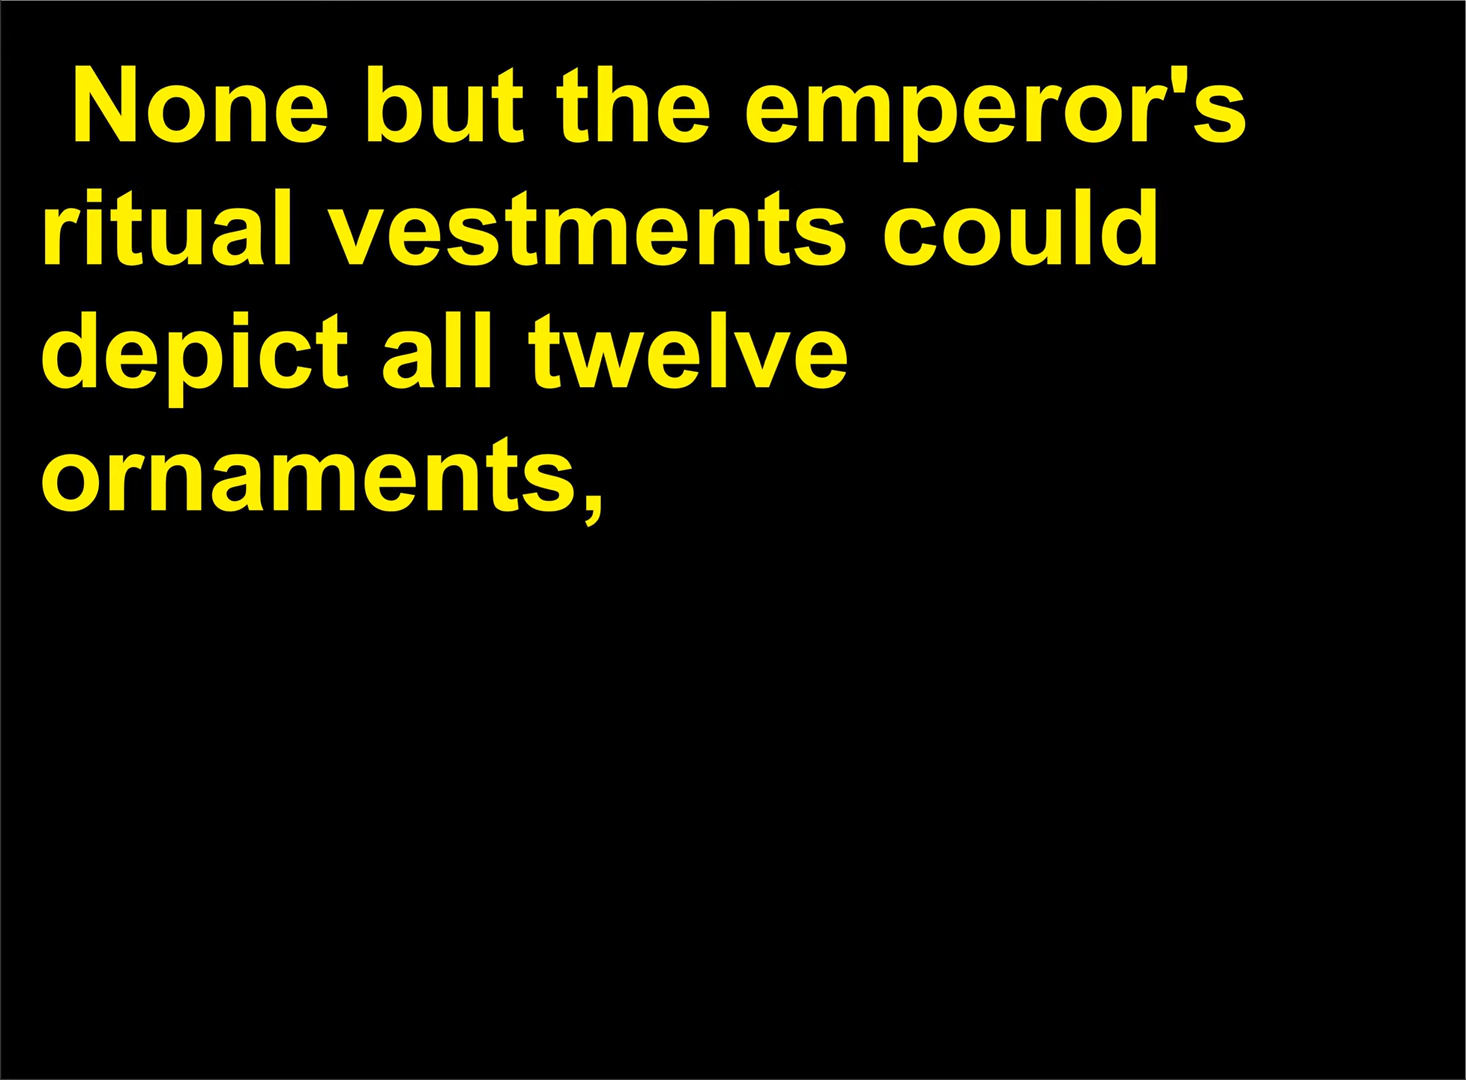 None but the emperor's
ritual vestments could
depict all twelve
ornaments,